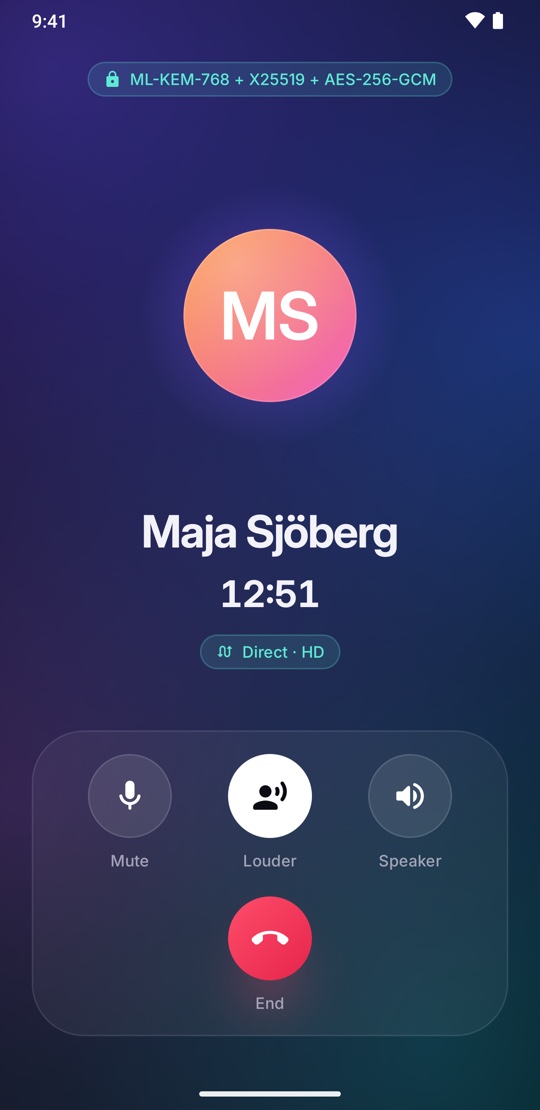 9:41
ML-KEM-768 + X25519 + AES-256-GCM
MS
Maja Sjöberg
12:51
Direct · HD
Mute
Louder
Speaker
End